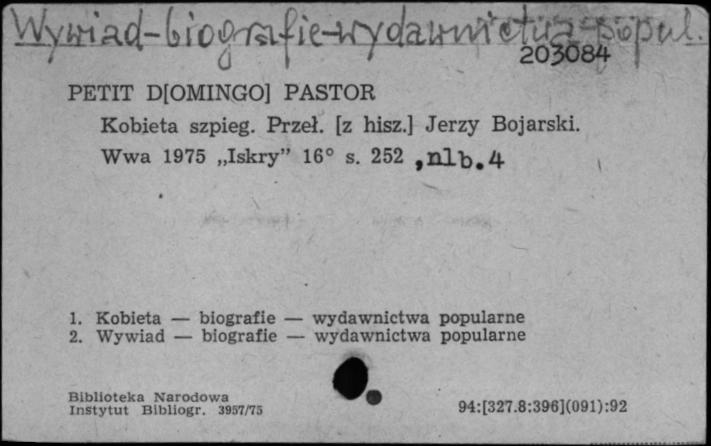 Wywiad-biografie-wydawnictwa popul.
203084
PETIT D[OMINGO] PASTOR
Kobieta szpieg. Przeł. [z hisz.] Jerzy Bojarski.
Wwa 1975 „Iskry” 16° s. 252 , nlb. 4
1. Kobieta — biografie — wydawnictwa popularne
2. Wywiad — biografie — wydawnictwa popularne
Biblioteka Narodowa
Instytut Bibliogr. 3957/75
94:[327.8:396](091):92